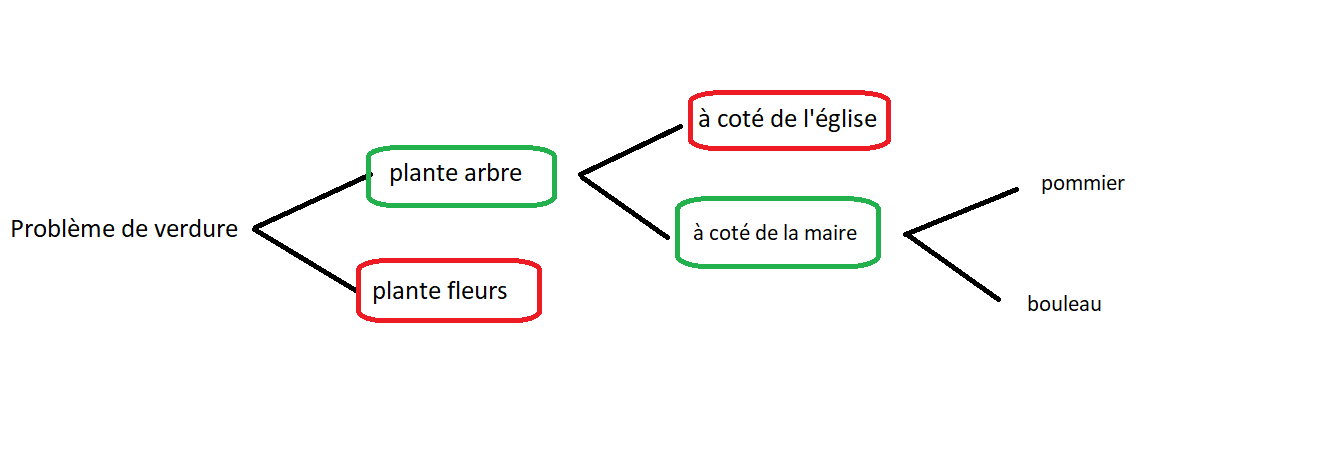 Problème de verdure
plante arbre
plante fleurs
à coté de l'église
à coté de la maire
pommier
bouleau